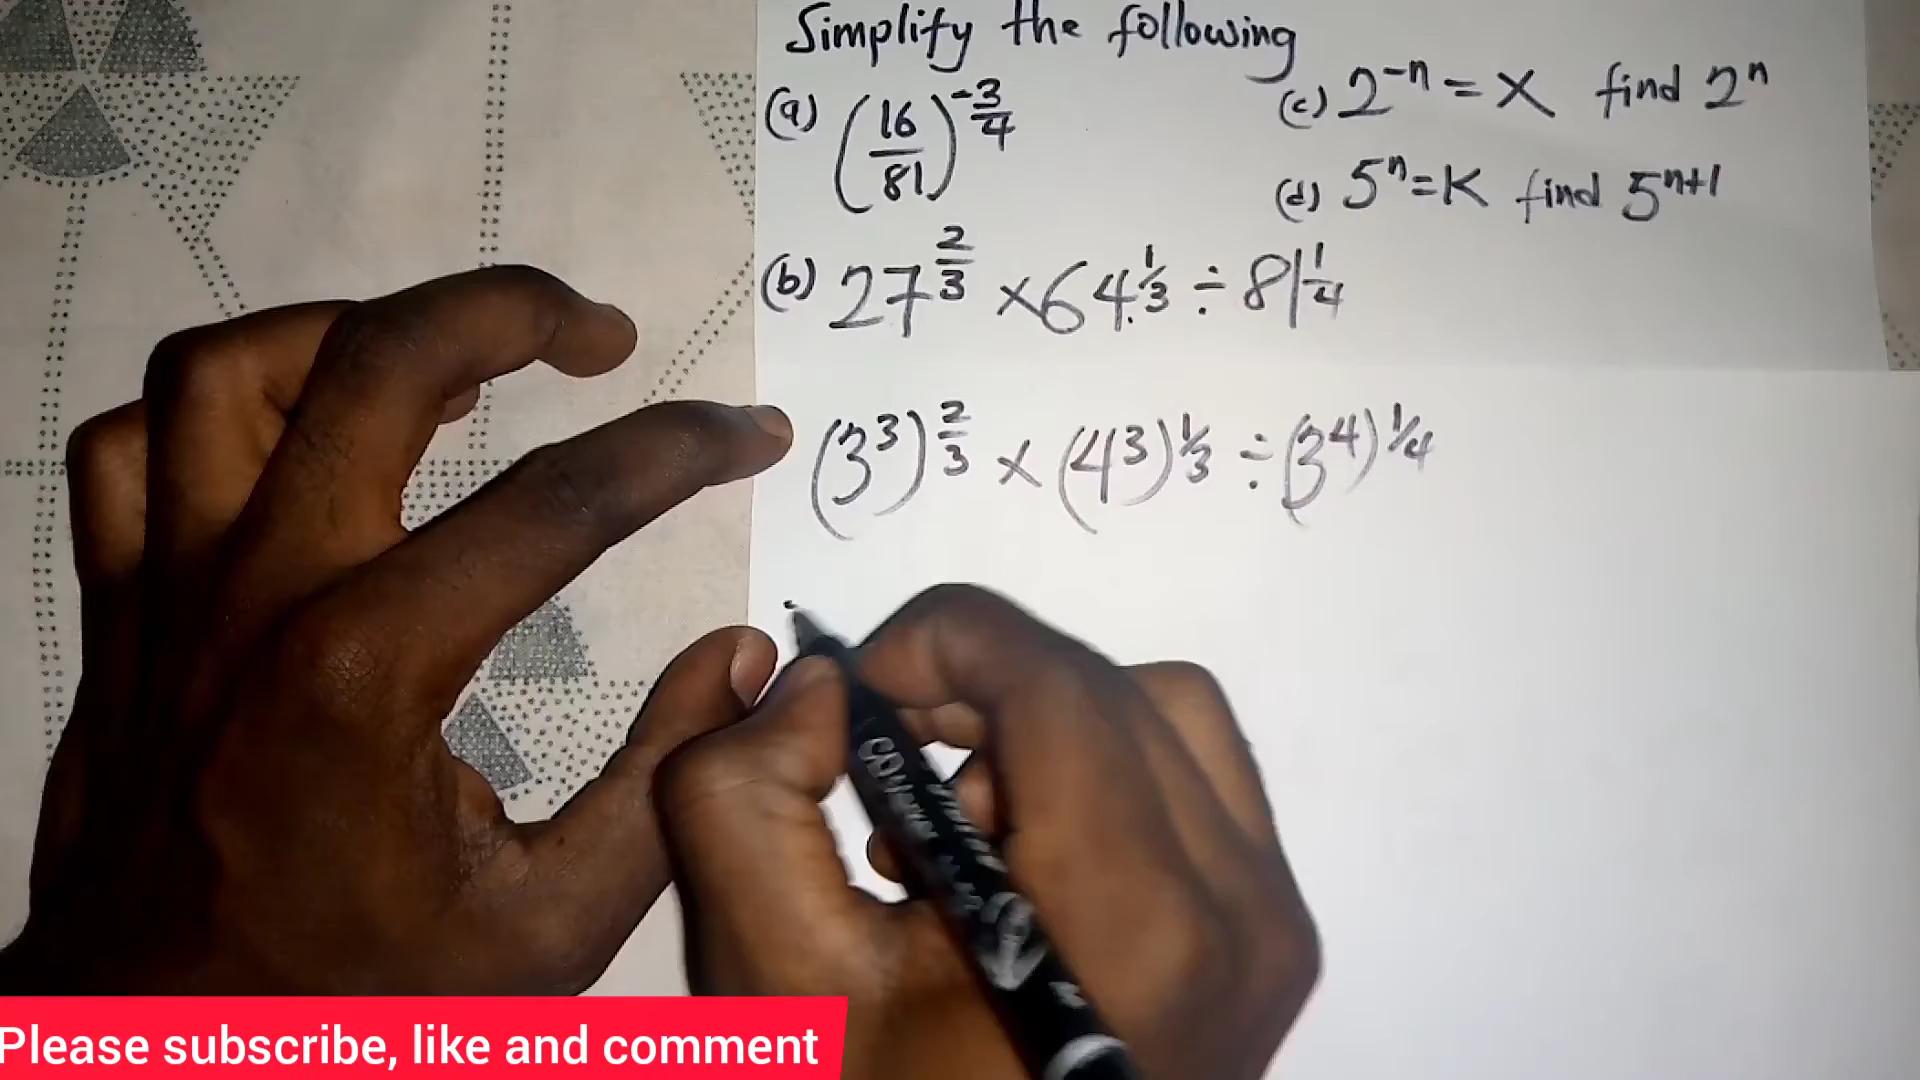 Simplify the following
(a) (16/81)^-3/4
(c) 2^-n = x find 2^n
(d) 5^n = K find 5^n+1
(b) 27^2/3 × 64^1/3 ÷ 81^1/4
(3^3)^2/3 × (4^3)^1/3 ÷ (3^4)^1/4
Please subscribe, like and comment